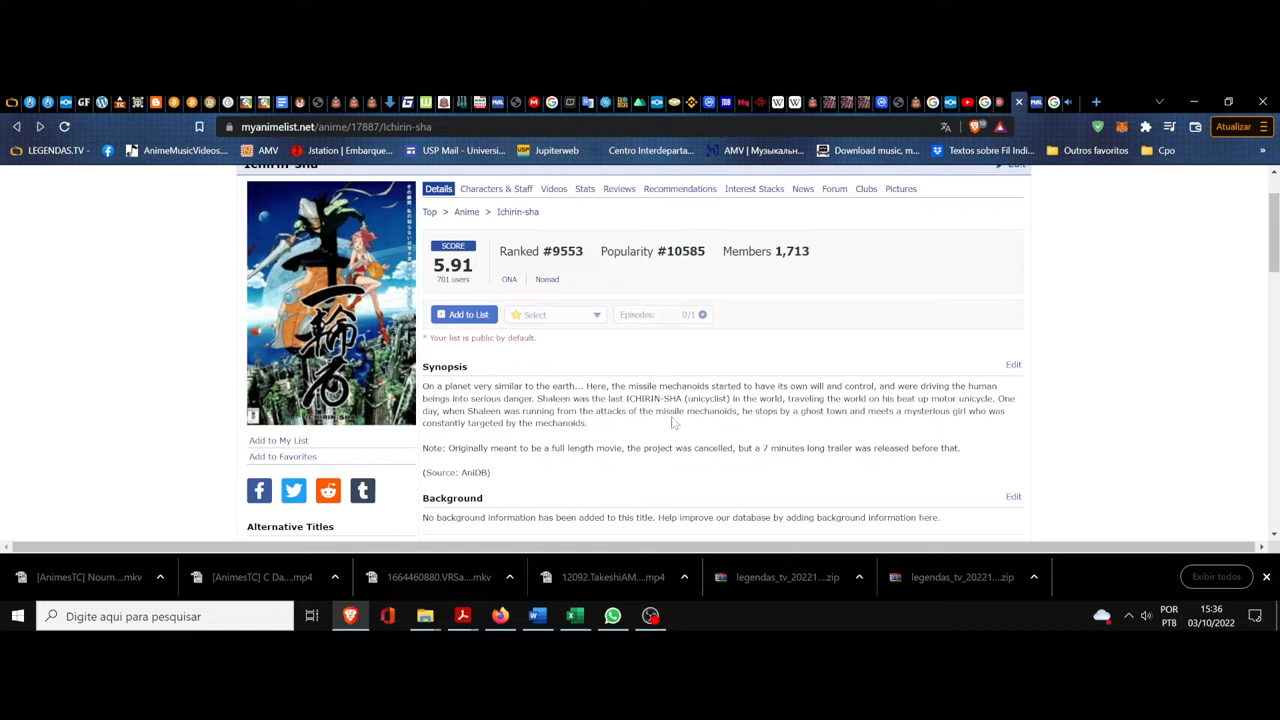 GF
Hq
myanimelist.net/anime/17887/Ichirin-sha
Atualizar
LEGENDAS.TV -
AnimeMusicVideos...
AMV
Jstation | Embarque...
USP Mail - Universi...
Jupiterweb
Centro Interdeparta...
AMV | Музыкальн...
Download music, m...
Textos sobre Fil Indi...
Outros favoritos
Cpo
»
Ichirin-sha
Edit
Details
Characters & Staff
Videos
Stats
Reviews
Recommendations
Interest Stacks
News
Forum
Clubs
Pictures
Top > Anime > Ichirin-sha
SCORE
5.91
701 users
Ranked #9553
Popularity #10585
Members 1,713
ONA
Nomad
Add to List
Select
Episodes: 0/1
* Your list is public by default.
Synopsis
Edit
On a planet very similar to the earth... Here, the missile mechanoids started to have its own will and control, and were driving the human
beings into serious danger. Shaleen was the last ICHIRIN-SHA (unicyclist) in the world, traveling the world on his beat up motor unicycle. One
day, when Shaleen was running from the attacks of the missile mechanoids, he stops by a ghost town and meets a mysterious girl who was
constantly targeted by the mechanoids.
Note: Originally meant to be a full length movie, the project was cancelled, but a 7 minutes long trailer was released before that.
(Source: AniDB)
Background
Edit
No background information has been added to this title. Help improve our database by adding background information here.
一輪者
Add to My List
Add to Favorites
Alternative Titles
[AnimesTC] Noum....mkv
[AnimesTC] C Da....mp4
1664460880.VRSa....mkv
12092.TakeshiAM....mp4
legendas_tv_20221....zip
legendas_tv_20221....zip
Exibir todos
Digite aqui para pesquisar
POR
PTB
15:36
03/10/2022